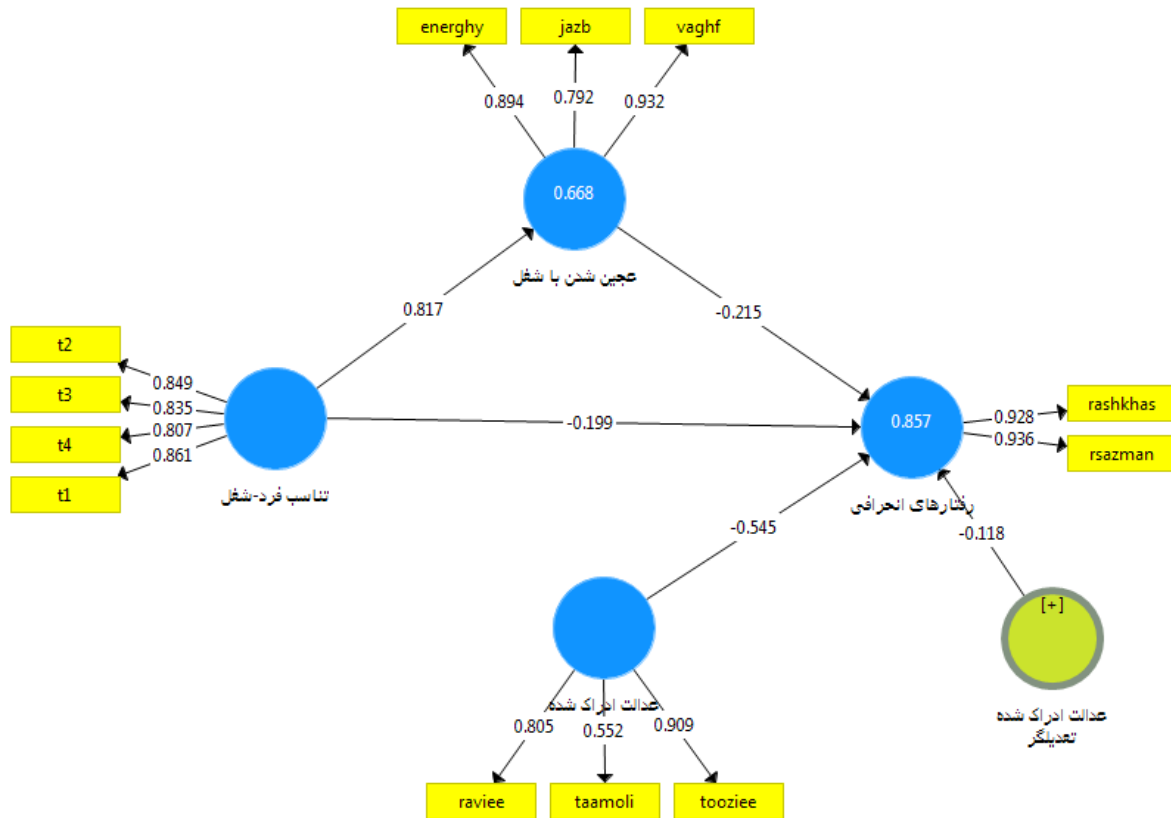 energhy
jazb
vaghf
0.894
0.792
0.932
0.668
عجین شدن با شغل
0.817
-0.215
t2
t3
t4
t1
0.849
0.835
0.807
0.861
تناسب فرد-شغل
-0.199
0.857
رفتارهای انحرافی
0.928
0.936
rashkhas
rsazman
-0.545
-0.118
[+]
عدالت ادراک شده
تعدیلگر
عدالت ادراک شده
0.805
0.552
0.909
raviee
taamoli
tooziee